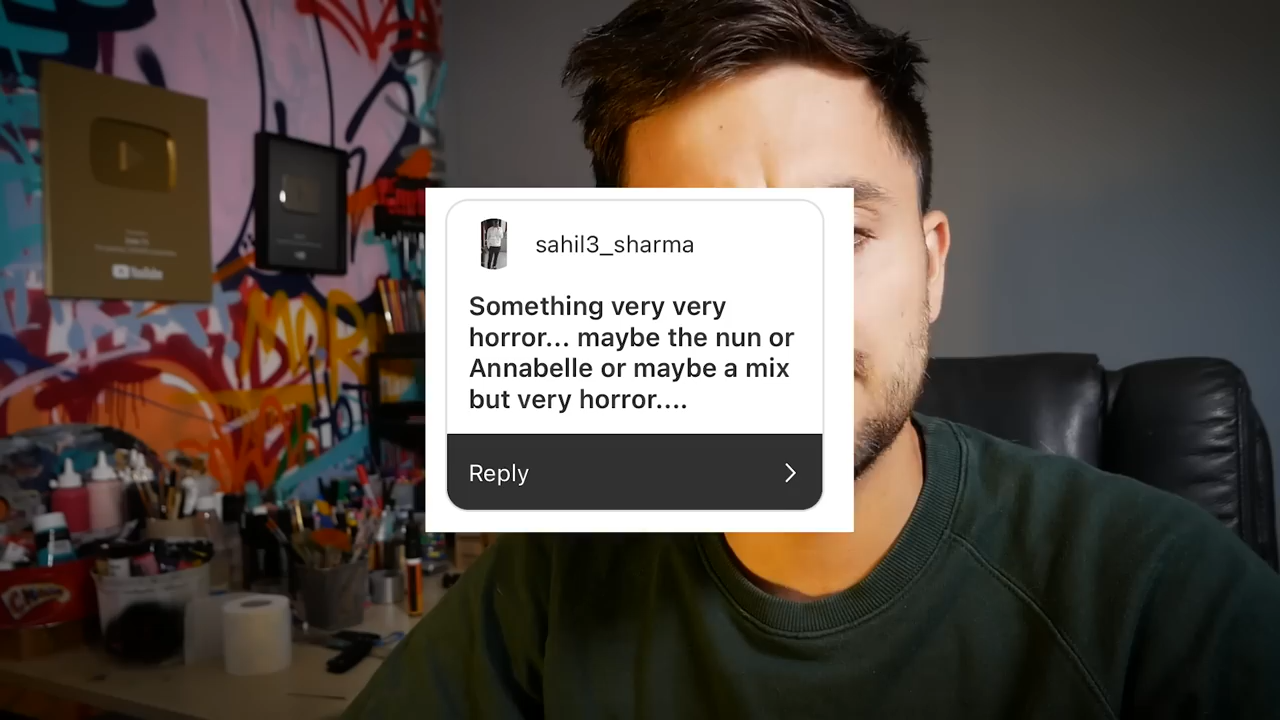 YouTube
sahil3_sharma
Something very very
horror... maybe the nun or
Annabelle or maybe a mix
but very horror....
Reply